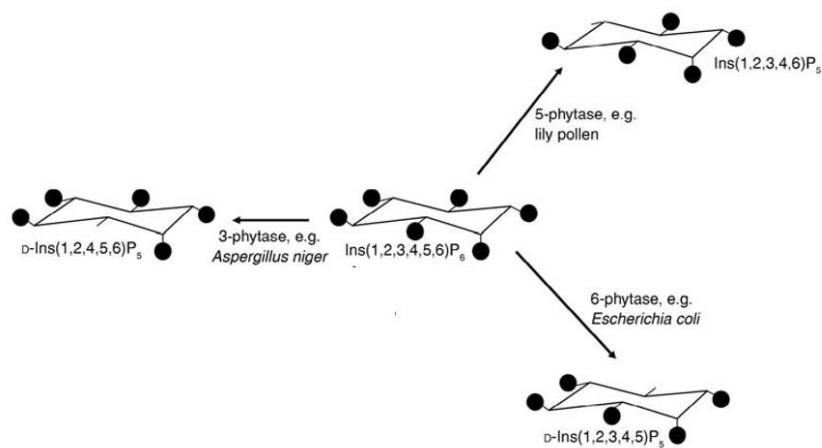 Ins(1,2,3,4,6)P5
5-phytase, e.g.
lily pollen
D-Ins(1,2,4,5,6)P5
3-phytase, e.g.
Aspergillus niger
Ins(1,2,3,4,5,6)P6
6-phytase, e.g.
Escherichia coli
D-Ins(1,2,3,4,5)P5